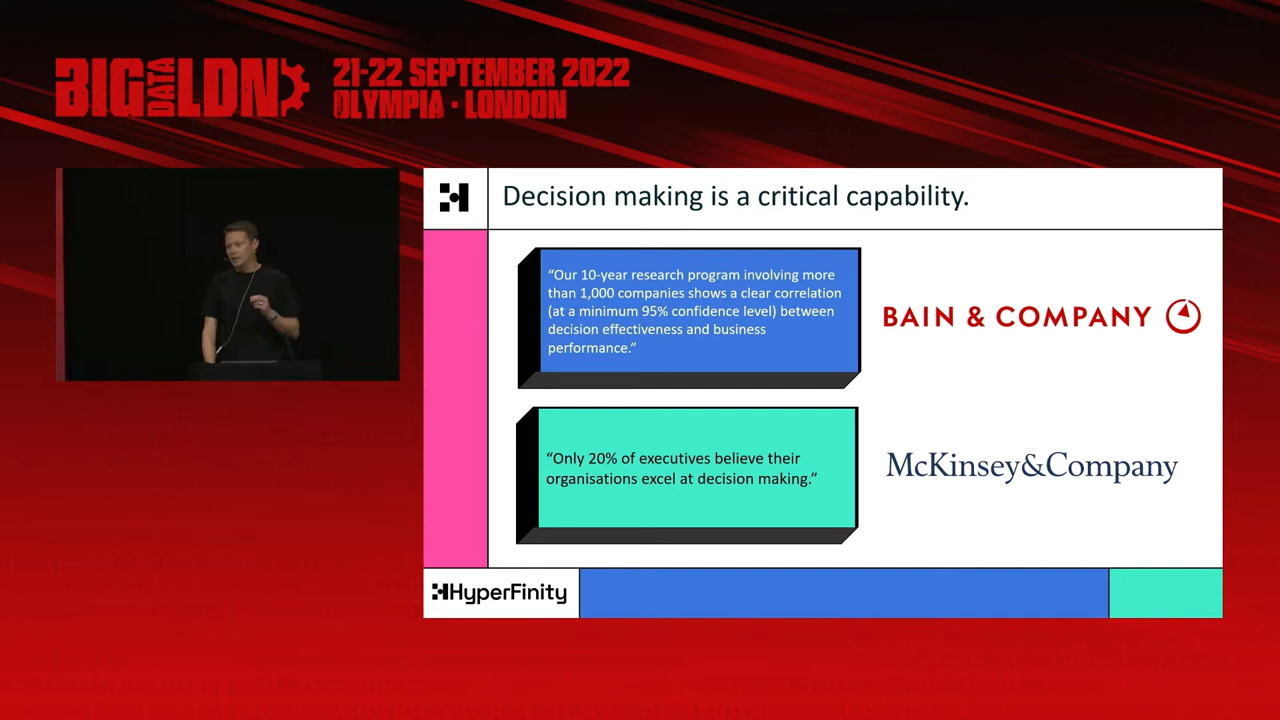 BIG DATA LDN
21-22 SEPTEMBER 2022
OLYMPIA · LONDON
Decision making is a critical capability.
“Our 10-year research program involving more
than 1,000 companies shows a clear correlation
(at a minimum 95% confidence level) between
decision effectiveness and business
performance.”
BAIN & COMPANY
“Only 20% of executives believe their
organisations excel at decision making.”
McKinsey&Company
HyperFinity